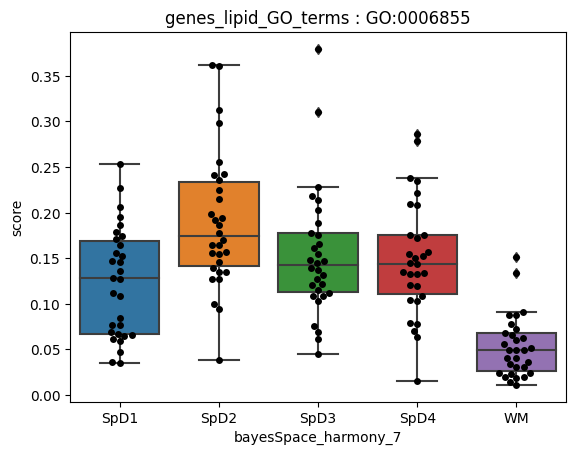 genes_lipid_GO_terms : GO:0006855
score
0.35
0.30
0.25
0.20
0.15
0.10
0.05
0.00
SpD1 SpD2 SpD3 SpD4 WM
bayesSpace_harmony_7